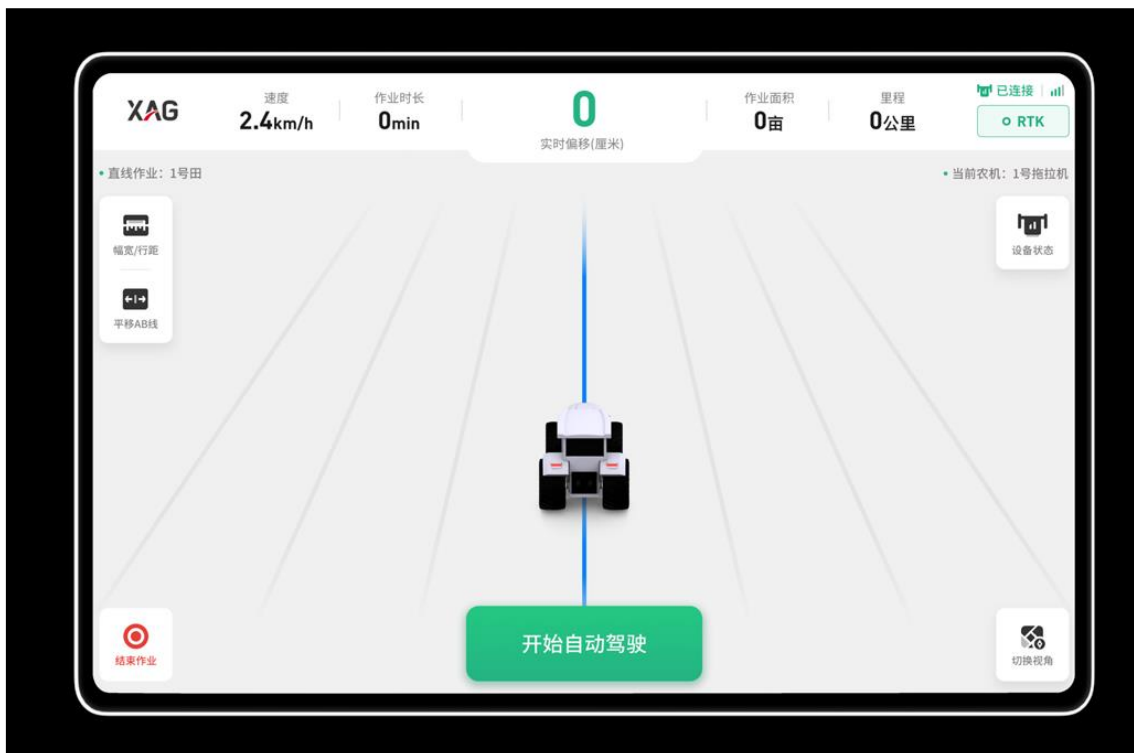 XAG
速度
2.4km/h
作业时长
0min
0
实时偏移(厘米)
作业面积
0亩
里程
0公里
已连接
RTK
直线作业：1号田
当前农机：1号拖拉机
幅宽/行距
平移AB线
设备状态
结束作业
开始自动驾驶
切换视角